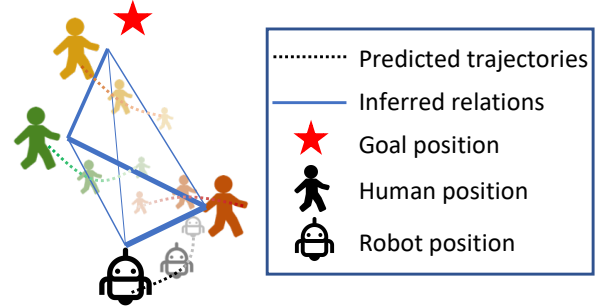 Predicted trajectories
Inferred relations
Goal position
Human position
Robot position